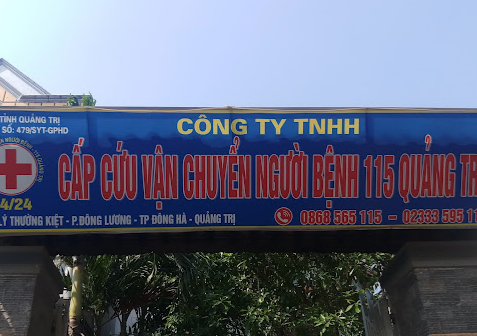 TỈNH QUẢNG TRỊ
SỐ: 479/SYT-GPHD
CÔNG TY TNHH
CẤP CỨU VẬN CHUYỂN NGƯỜI BỆNH 115 QUẢNG TR
4/24
LÝ THƯỜNG KIỆT - P.ĐÔNG LƯƠNG - TP ĐÔNG HÀ - QUẢNG TRỊ
0868 565 115 - 02333 595 11